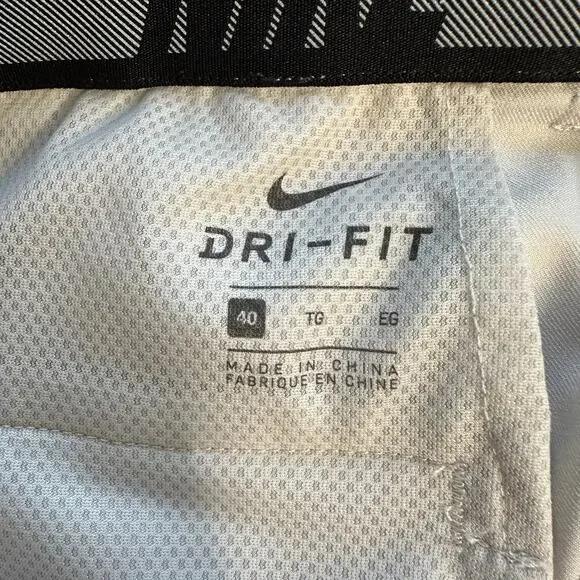 DRI-FIT
40 TG EG
MADE IN CHINA
FABRIQUE EN CHINE